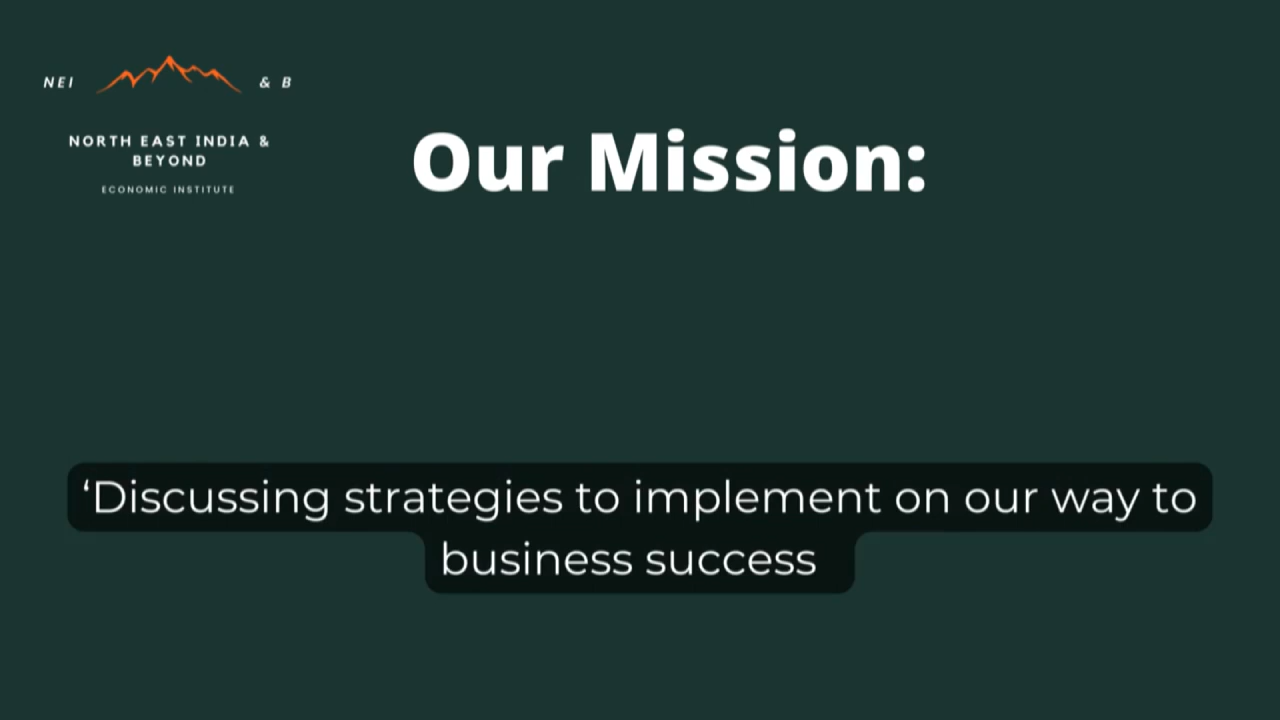 NEI & B
NORTH EAST INDIA &
BEYOND
ECONOMIC INSTITUTE
Our Mission:
‘Discussing strategies to implement on our way to
business success